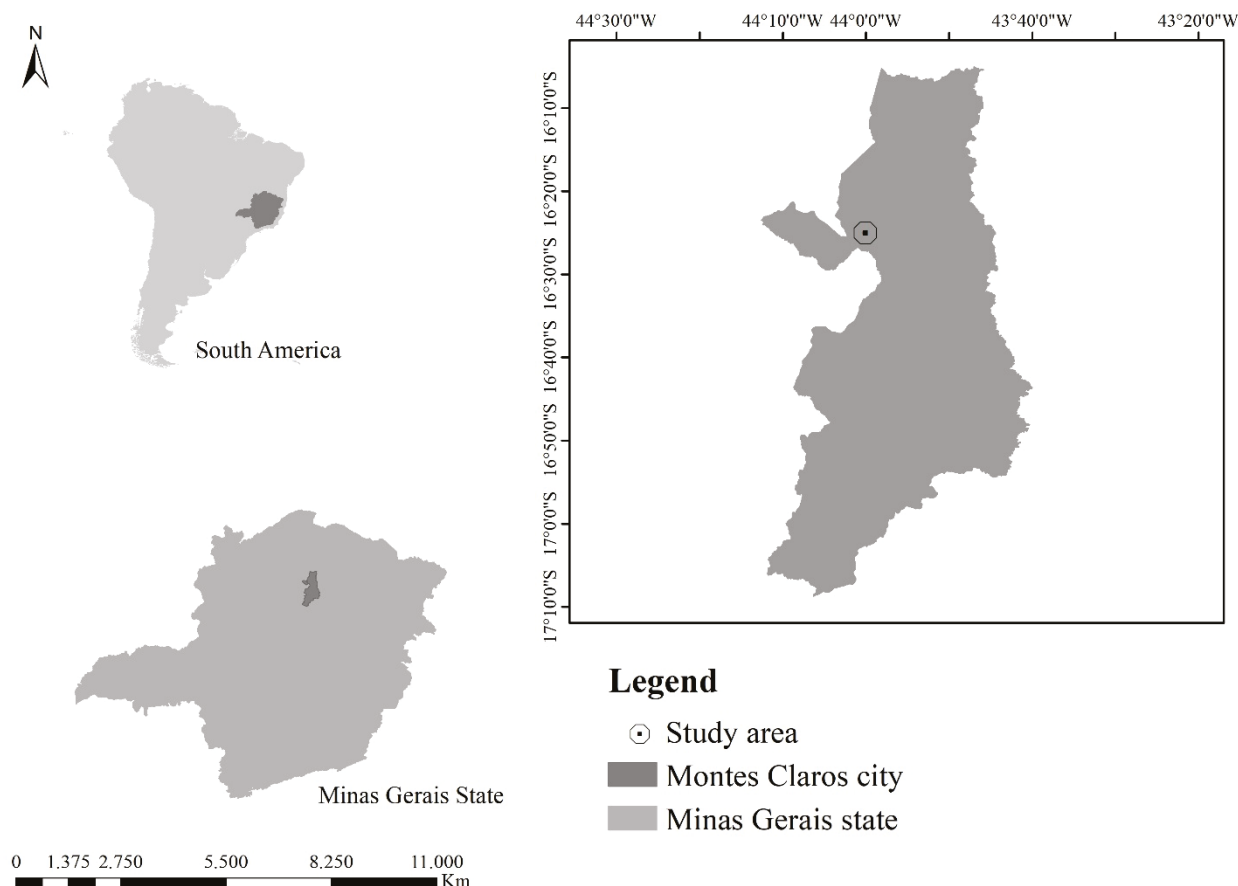 N
South America
Minas Gerais State
0 1.375 2.750 5.500 8.250 11.000
Km
44°30'0"W 44°10'0"W 44°0'0"W 43°40'0"W 43°20'0"W
16°10'0"S
16°20'0"S
16°30'0"S
16°40'0"S
16°50'0"S
17°0'0"S
17°10'0"S
Legend
Study area
Montes Claros city
Minas Gerais state